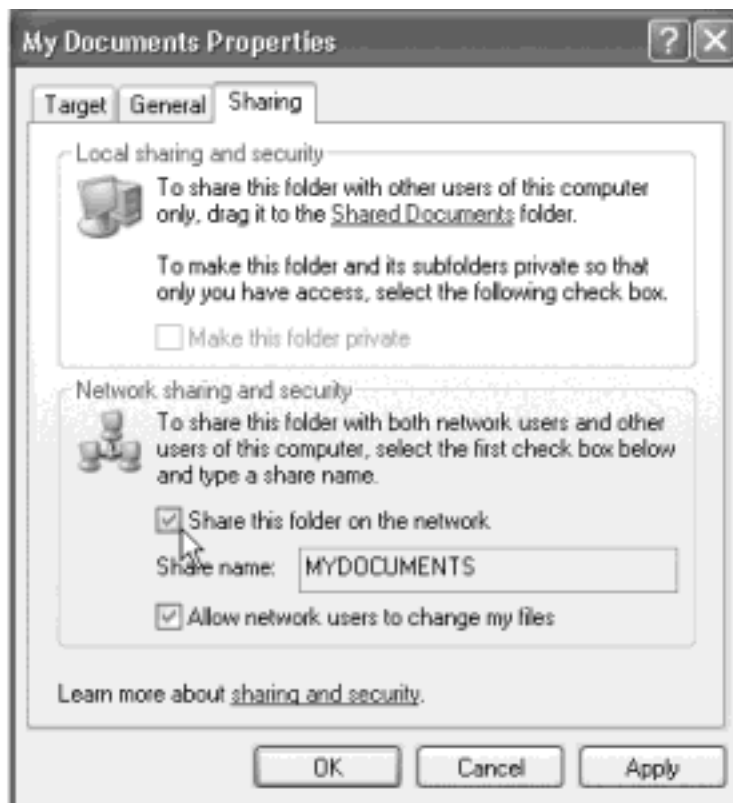 My Documents Properties
Target General Sharing
Local sharing and security
To share this folder with other users of this computer
only, drag it to the Shared Documents folder.
To make this folder and its subfolders private so that
only you have access, select the following check box.
Make this folder private
Network sharing and security
To share this folder with both network users and other
users of this computer, select the first check box below
and type a share name.
Share this folder on the network
Share name: MYDOCUMENTS
Allow network users to change my files
Learn more about sharing and security.
OK Cancel Apply